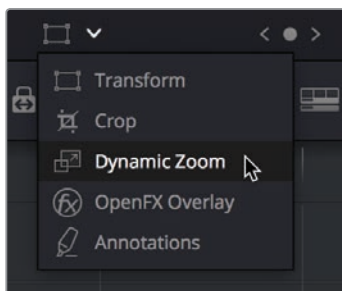 Transform
Crop
Dynamic Zoom
OpenFX Overlay
Annotations